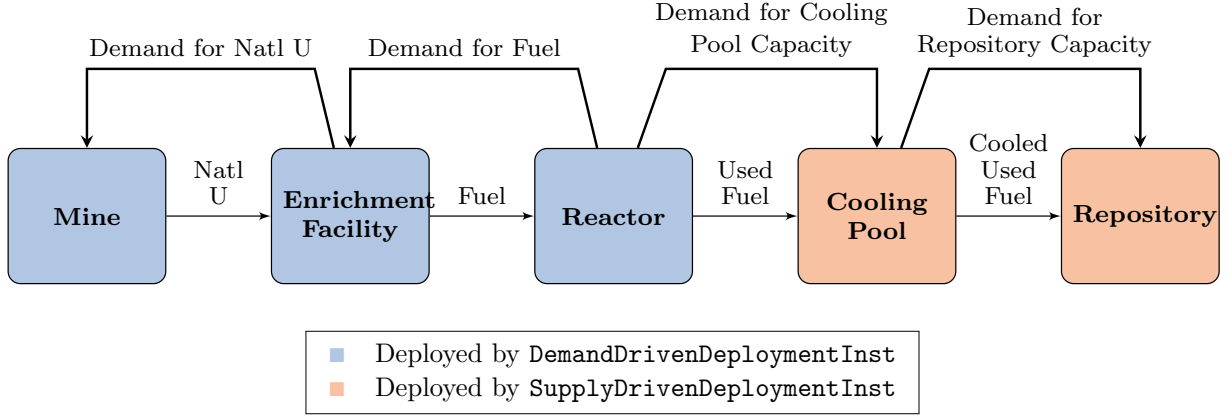 Demand for Natl U
Demand for Fuel
Demand for Cooling
Pool Capacity
Demand for
Repository Capacity
Mine
Natl
U
Enrichment
Facility
Fuel
Reactor
Used
Fuel
Cooling
Pool
Cooled
Used
Fuel
Repository
Deployed by DemandDrivenDeploymentInst
Deployed by SupplyDrivenDeploymentInst